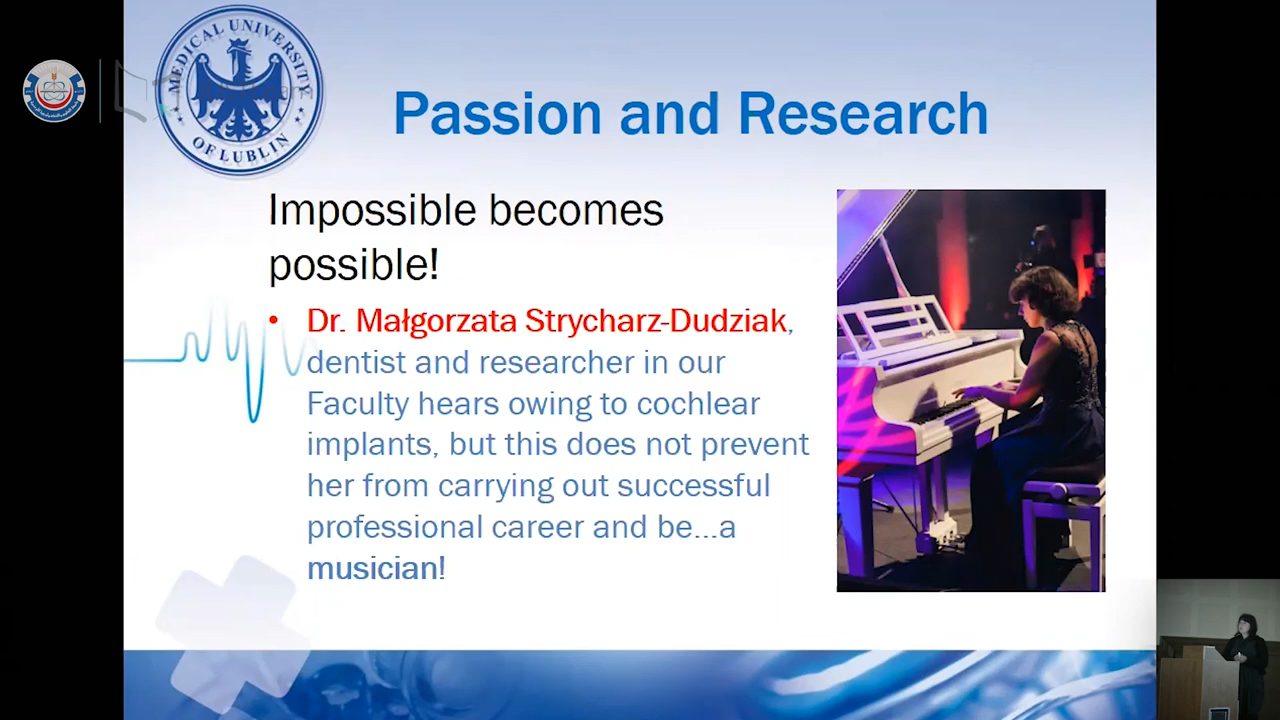 MEDICAL UNIVERSITY
OF LUBLIN
Passion and Research
Impossible becomes
possible!
• Dr. Małgorzata Strycharz-Dudziak,
dentist and researcher in our
Faculty hears owing to cochlear
implants, but this does not prevent
her from carrying out successful
professional career and be...a
musician!